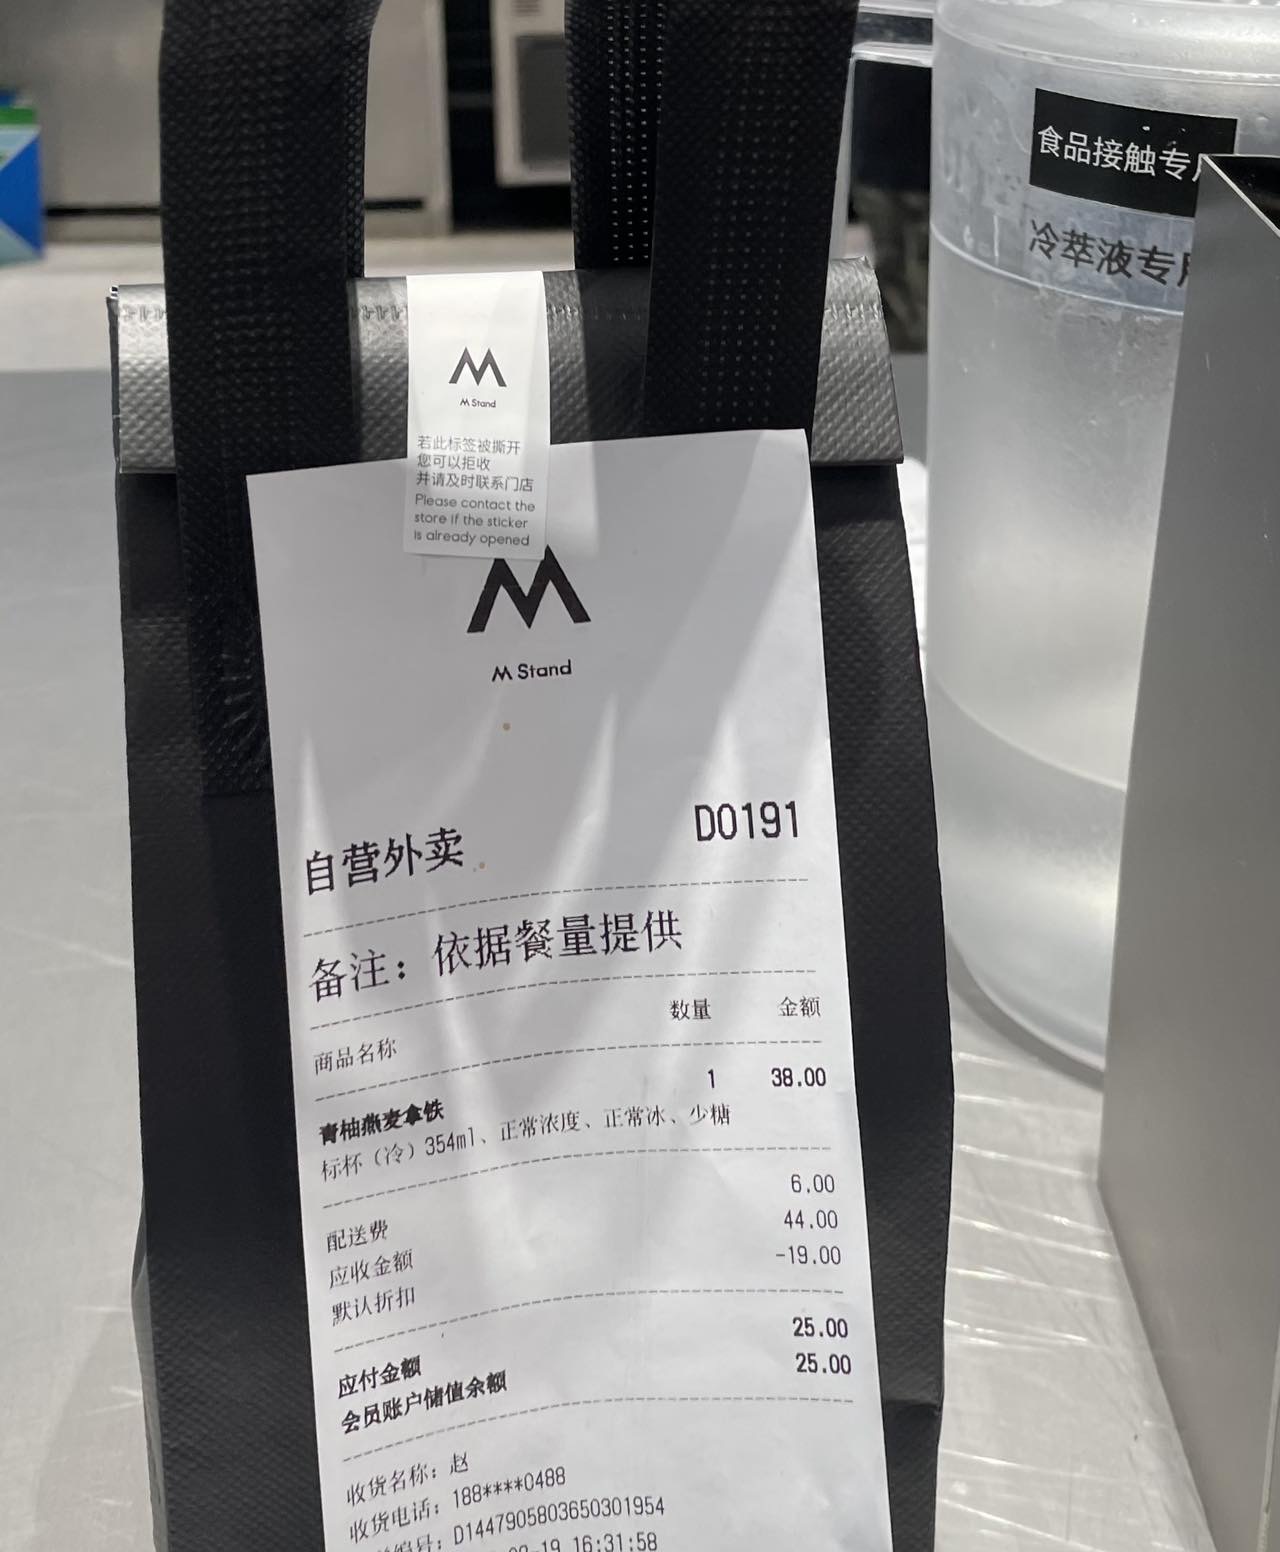 食品接触专
冷萃液专
M Stand
若此标签被撕开
您可以拒收
并请及时联系门店
Please contact the
store if the sticker
is already opened
M Stand
自营外卖 D0191
备注：依据餐量提供
商品名称 数量 金额
青柚燕麦拿铁 1 38.00
标杯（冷）354ml、正常浓度、正常冰、少糖
配送费 6.00
应收金额 44.00
默认折扣 -19.00
应付金额 25.00
会员账户储值余额 25.00
收货名称：赵
收货电话：188****0488
编号：D1447905803650301954
-19 16:31:58